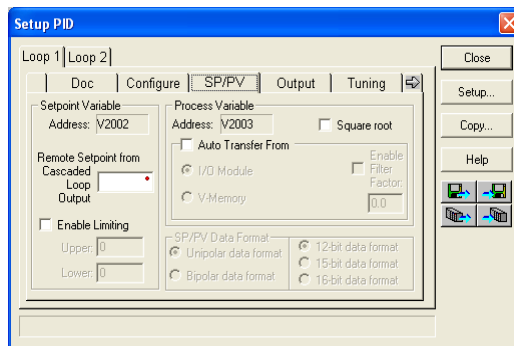 Setup PID
Loop 1 Loop 2
Doc Configure SP/PV Output Tuning
Setpoint Variable
Address: V2002
Remote Setpoint from
Cascaded
Loop
Output
Enable Limiting
Upper: 0
Lower: 0
Process Variable
Address: V2003 Square root
Auto Transfer From
I/O Module
V-Memory
Enable
Filter
Factor:
0.0
SP/PV Data Format
Unipolar data format
Bipolar data format
12-bit data format
15-bit data format
16-bit data format
Close
Setup...
Copy...
Help